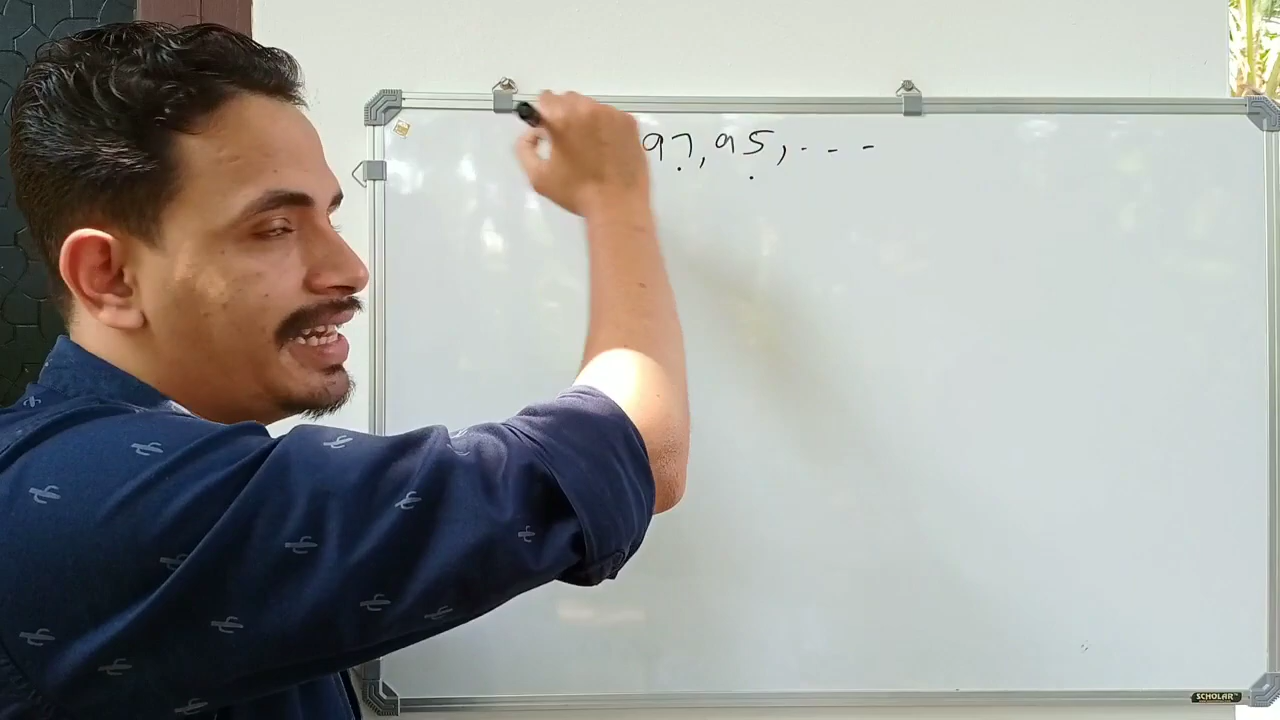 97, 95, . - - -
SCHOLAR